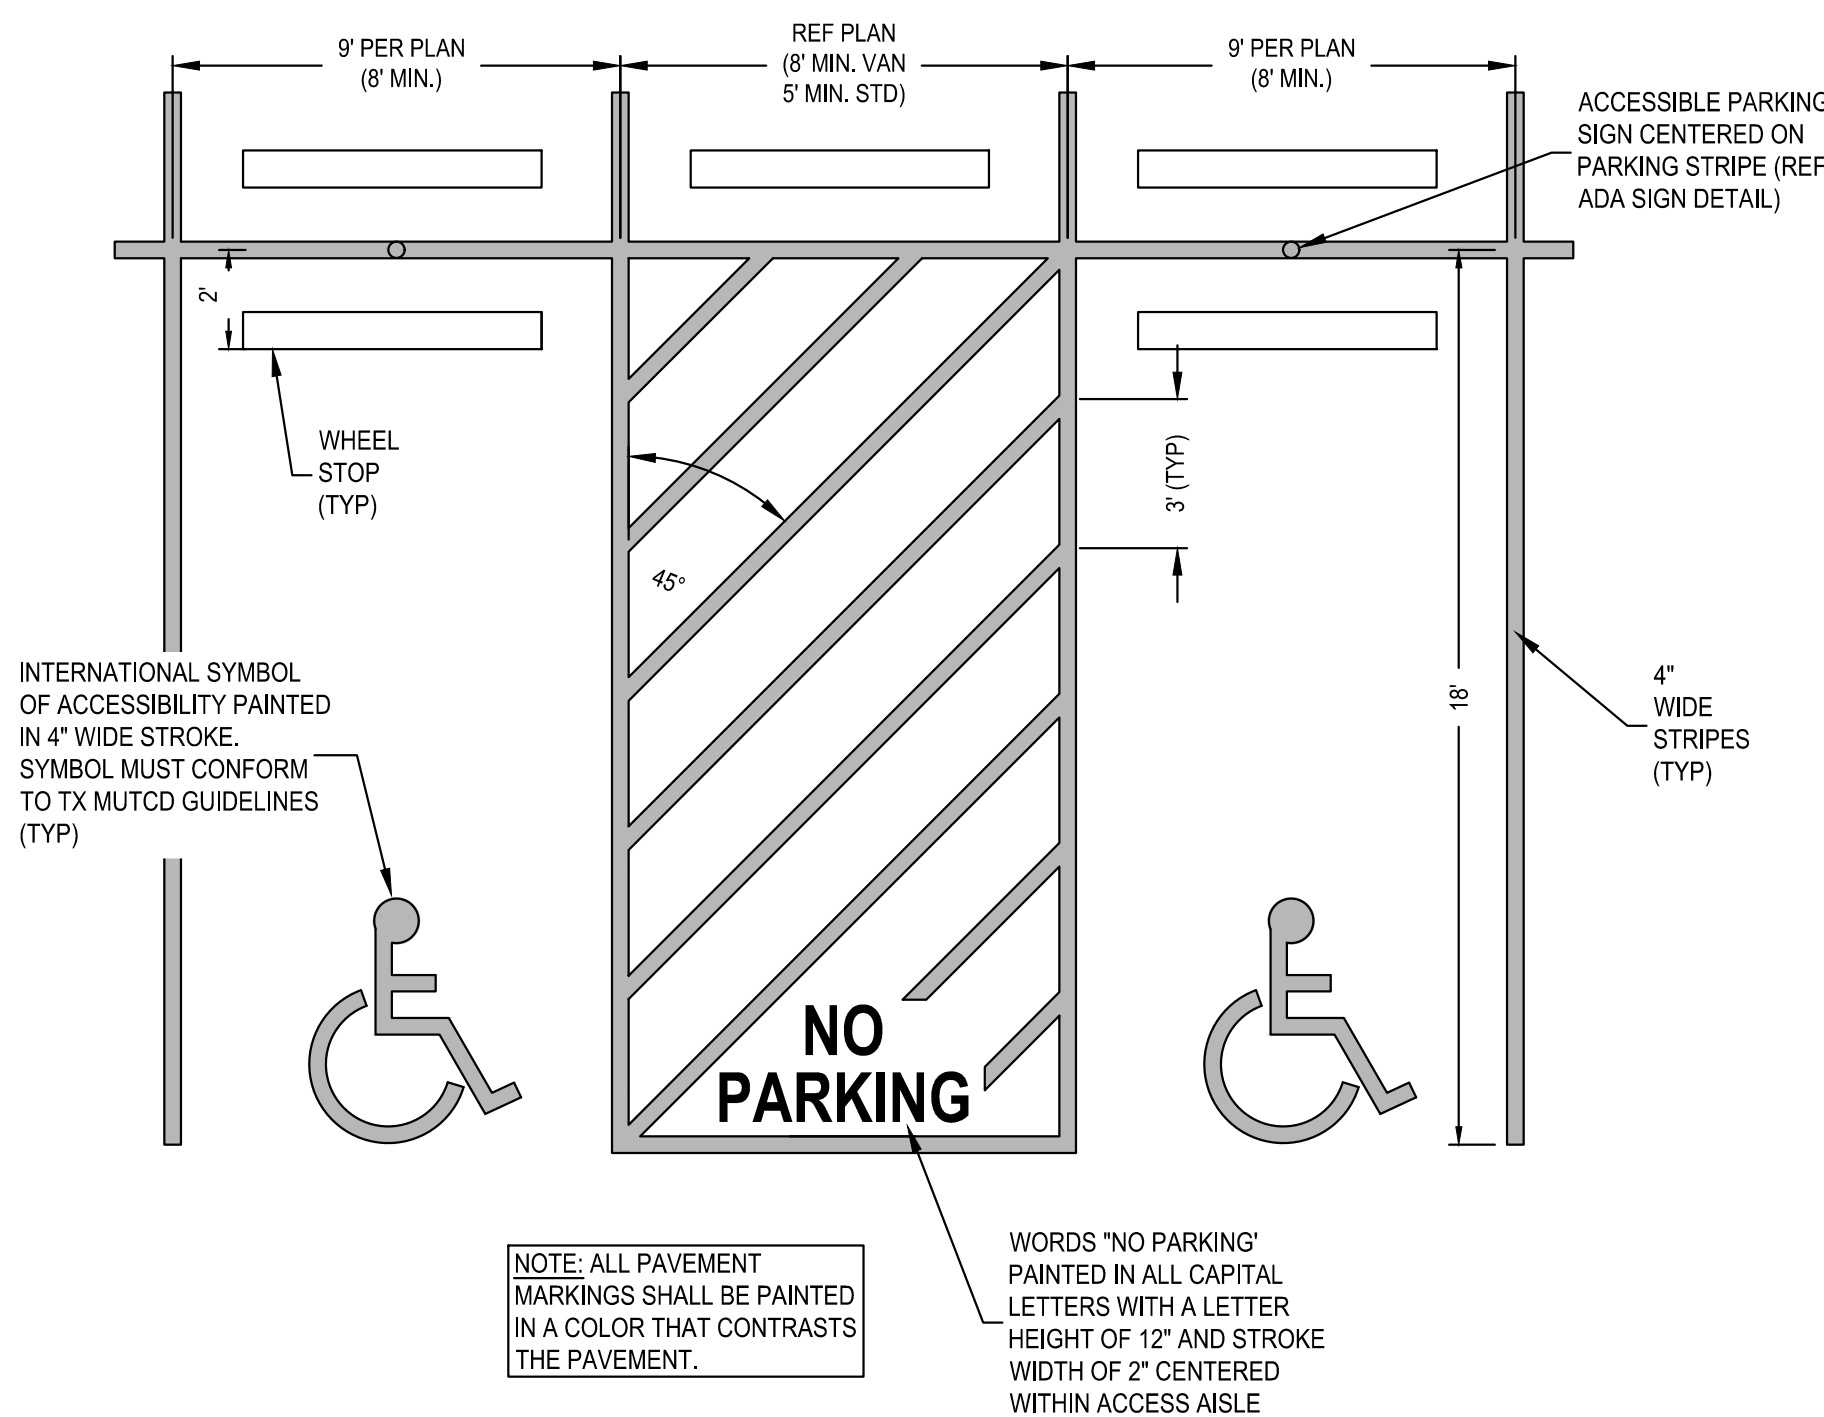 9' PER PLAN
(8' MIN.)
REF PLAN
(8' MIN. VAN
5' MIN. STD)
9' PER PLAN
(8' MIN.)
ACCESSIBLE PARKING
SIGN CENTERED ON
PARKING STRIPE (REF
ADA SIGN DETAIL)
2'
WHEEL
STOP
(TYP)
3' (TYP)
45°
INTERNATIONAL SYMBOL
OF ACCESSIBILITY PAINTED
IN 4" WIDE STROKE.
SYMBOL MUST CONFORM
TO TX MUTCD GUIDELINES
(TYP)
18'
4"
WIDE
STRIPES
(TYP)
NO
PARKING
NOTE: ALL PAVEMENT
MARKINGS SHALL BE PAINTED
IN A COLOR THAT CONTRASTS
THE PAVEMENT.
WORDS "NO PARKING'
PAINTED IN ALL CAPITAL
LETTERS WITH A LETTER
HEIGHT OF 12" AND STROKE
WIDTH OF 2" CENTERED
WITHIN ACCESS AISLE